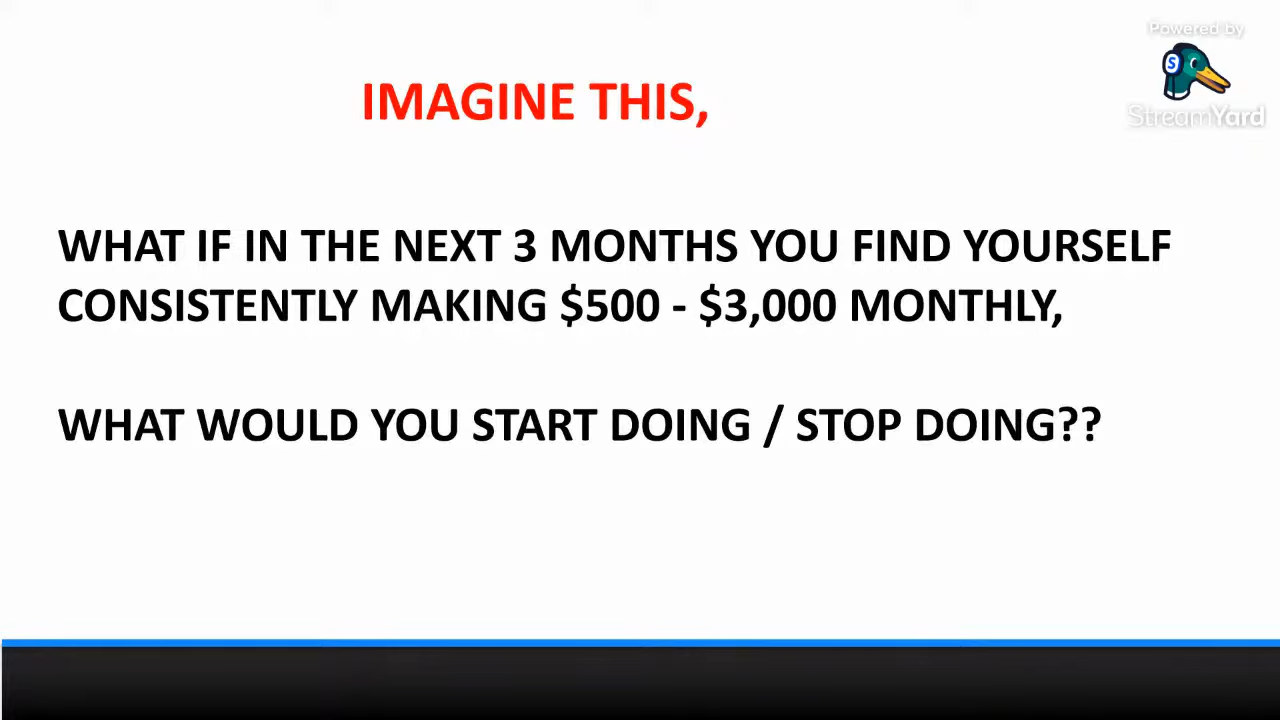 Powered by
S
StreamYard
IMAGINE THIS,
WHAT IF IN THE NEXT 3 MONTHS YOU FIND YOURSELF
CONSISTENTLY MAKING $500 - $3,000 MONTHLY,
WHAT WOULD YOU START DOING / STOP DOING??